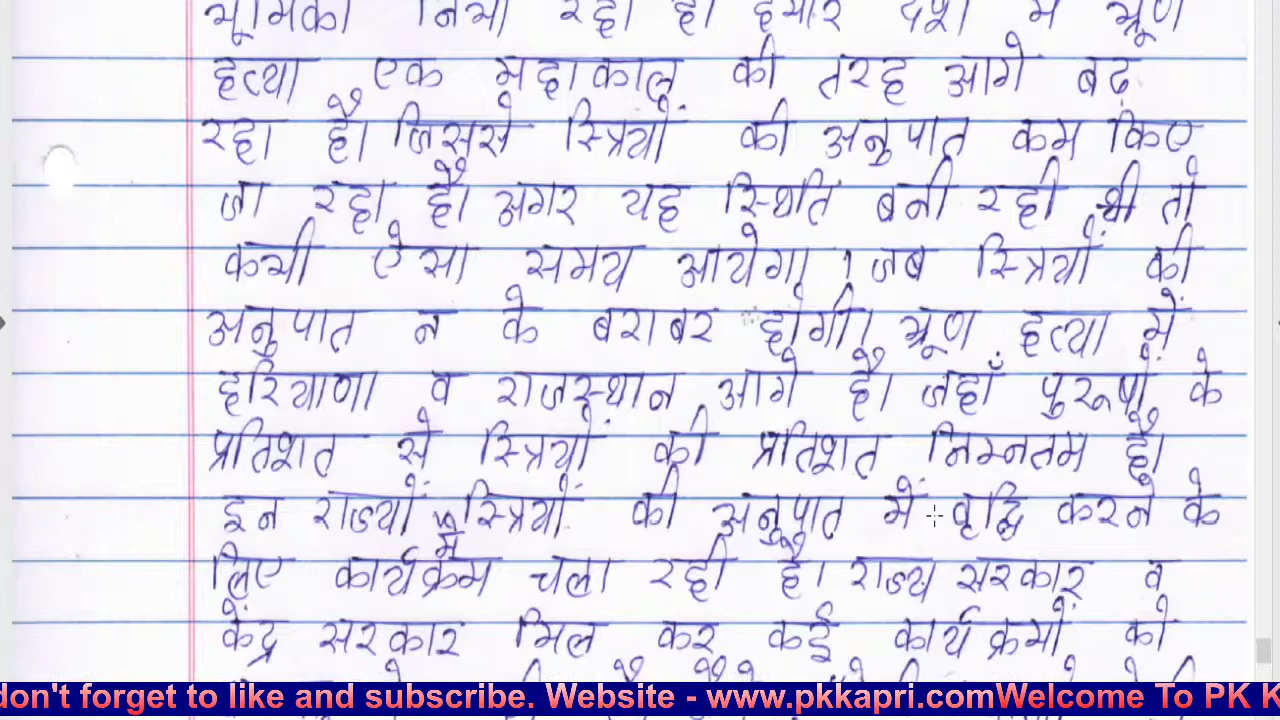 भूमिका निभा रहा है। हमारे देश में भ्रूण
हत्या एक महाकाल की तरह आगे बढ़
रहा है। जिससे स्त्रियों की अनुपात कम किए
जा रहा है। अगर यह स्थिति बनी रही थी तो
कभी ऐसा समय आयेगा। जब स्त्रियों की
अनुपात न के बराबर होगी। भ्रूण हत्या में
हरियाणा व राजस्थान आगे है। जहाँ पुरूषों के
प्रतिशत से स्त्रियों की प्रतिशत निम्नतम है।
इन राज्यों में स्त्रियों की अनुपात में वृद्धि करने के
लिए कार्यक्रम चला रही है। राज्य सरकार व
केंद्र सरकार मिल कर कई कार्य क्रमों को
don't forget to like and subscribe. Website - www.pkkapri.comWelcome To PK K